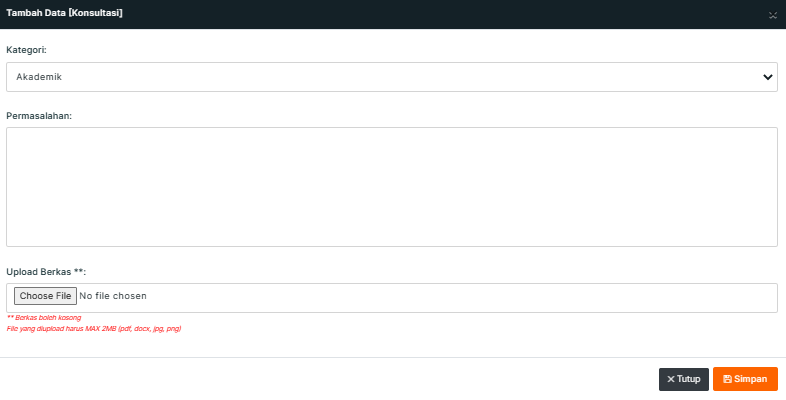 Tambah Data [Konsultasi]
Kategori:
Akademik
Permasalahan:
Upload Berkas **:
Choose File No file chosen
** Berkas boleh kosong
File yang diupload harus MAX 2MB (pdf, docx, jpg, png)
Tutup Simpan